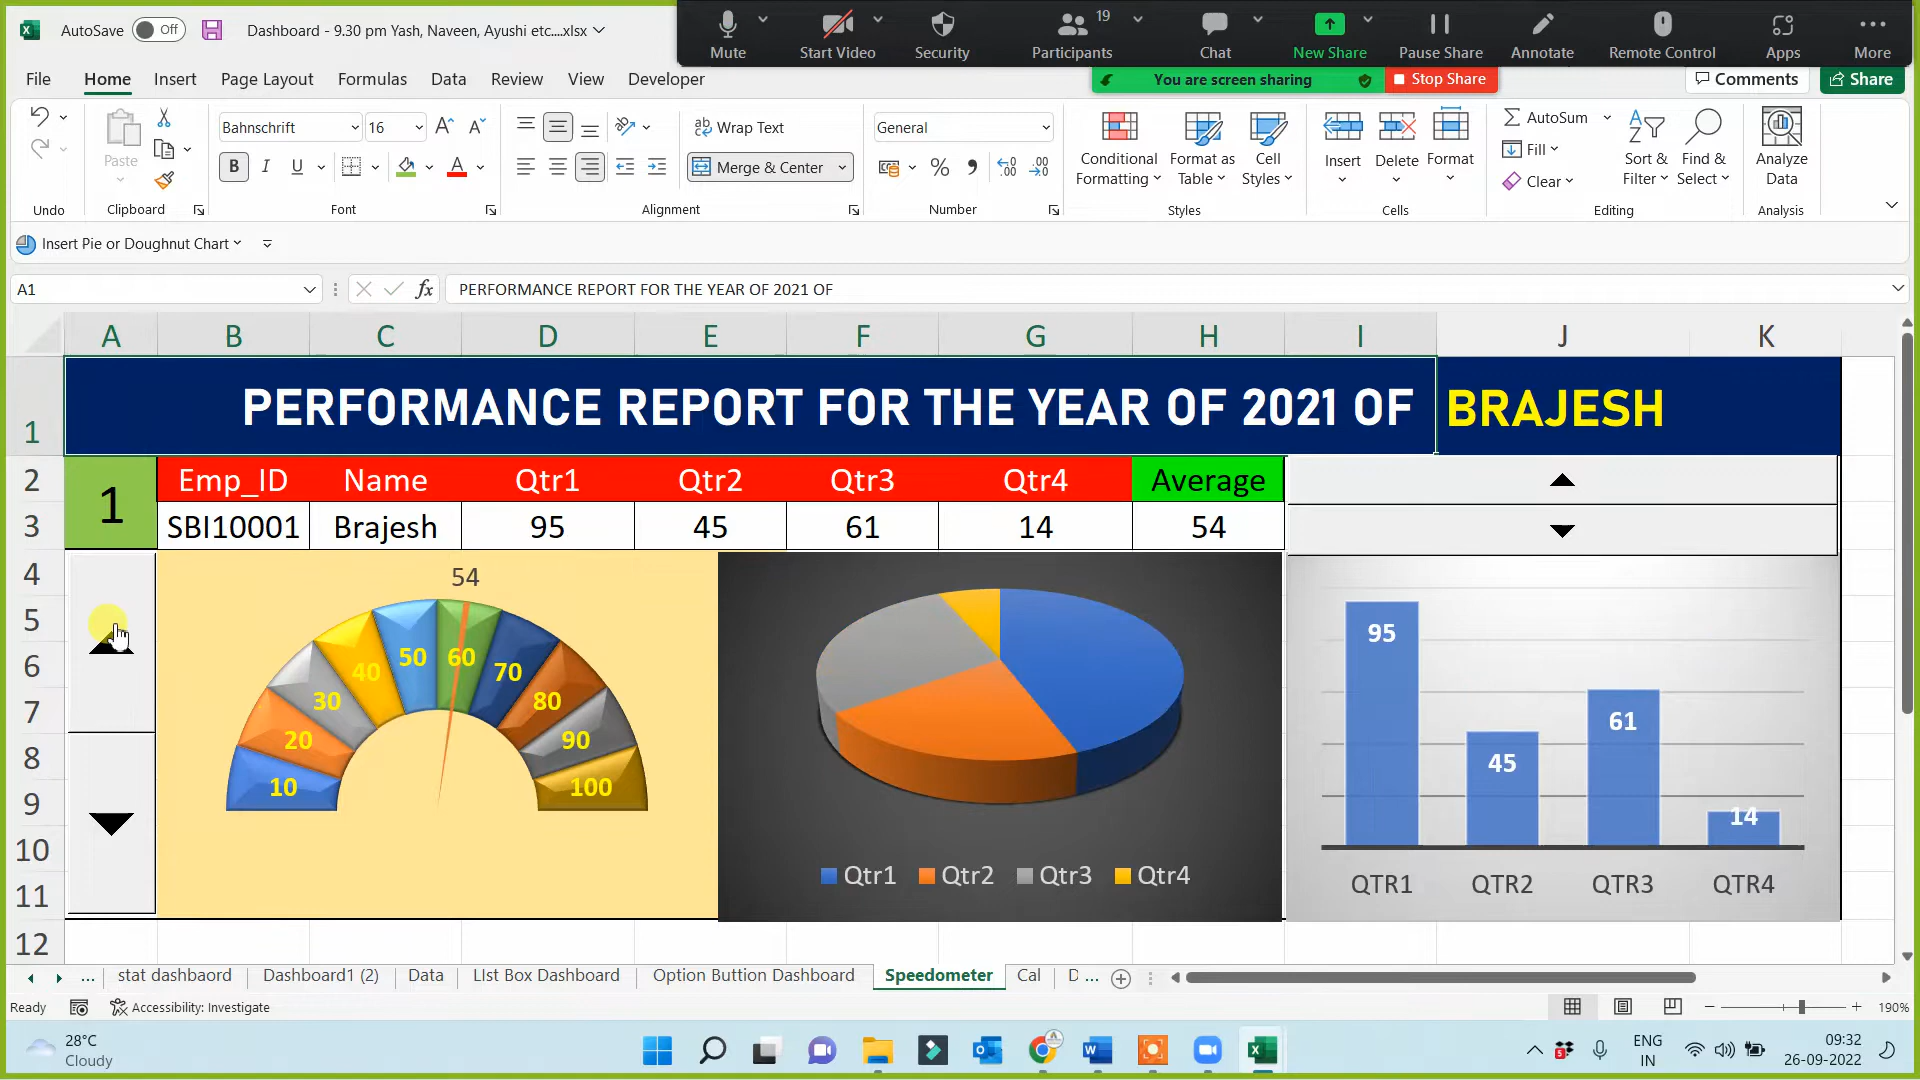 AutoSave Off Dashboard - 9.30 pm Yash, Naveen, Ayushi etc....xlsx
Mute Start Video Security Participants 19 Chat New Share Pause Share Annotate Remote Control Apps More
File Home Insert Page Layout Formulas Data Review View Developer
You are screen sharing Stop Share Comments Share
Bahnschrift 16 Wrap Text General
Paste B I U Merge & Center
Conditional Formatting Format as Table Cell Styles Insert Delete Format
AutoSum Fill Clear Sort & Filter Find & Select Analyze Data
Undo Clipboard Font Alignment Number Styles Cells Editing Analysis
Insert Pie or Doughnut Chart
A1 fx PERFORMANCE REPORT FOR THE YEAR OF 2021 OF
A B C D E F G H I J K
1 PERFORMANCE REPORT FOR THE YEAR OF 2021 OF BRAJESH
2 1 Emp_ID Name Qtr1 Qtr2 Qtr3 Qtr4 Average
3 SBI10001 Brajesh 95 45 61 14 54
4
5
6
7
8
9
10
11
12
54
10 20 30 40 50 60 70 80 90 100
Qtr1 Qtr2 Qtr3 Qtr4
95 45 61 14
QTR1 QTR2 QTR3 QTR4
... stat dashbaord Dashboard1 (2) Data LIst Box Dashboard Option Buttion Dashboard Speedometer Cal D ...
Ready Accessibility: Investigate 190%
28°C
Cloudy
ENG
IN
09:32
26-09-2022